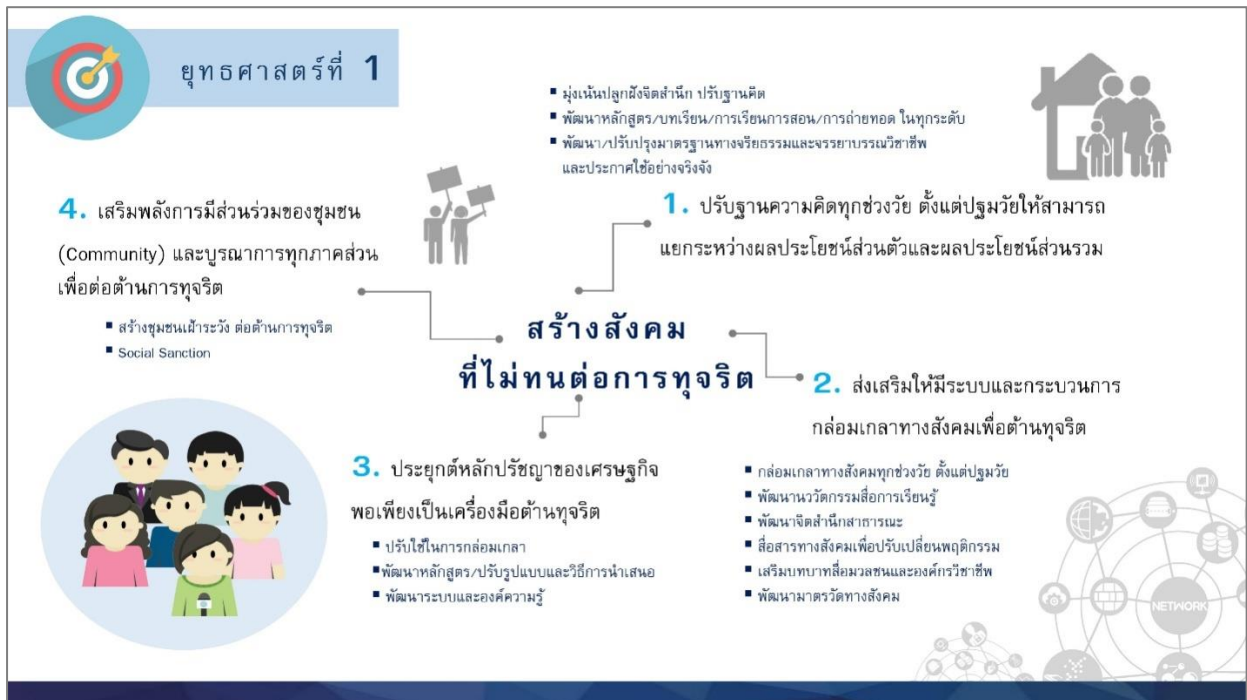 ยุทธศาสตร์ที่ 1
▪ มุ่งเน้นปลูกฝังจิตสำนึก ปรับฐานคิด
▪ พัฒนาหลักสูตร/บทเรียน/การเรียนการสอน/การถ่ายทอด ในทุกระดับ
▪ พัฒนา/ปรับปรุงมาตรฐานทางจริยธรรมและจรรยาบรรณวิชาชีพ
และประกาศใช้อย่างจริงจัง
1. ปรับฐานความคิดทุกช่วงวัย ตั้งแต่ปฐมวัยให้สามารถ
แยกระหว่างผลประโยชน์ส่วนตัวและผลประโยชน์ส่วนรวม
4. เสริมพลังการมีส่วนร่วมของชุมชน
(Community) และบูรณาการทุกภาคส่วน
เพื่อต่อต้านการทุจริต
▪ สร้างชุมชนเฝ้าระวัง ต่อต้านการทุจริต
▪ Social Sanction
สร้างสังคม
ที่ไม่ทนต่อการทุจริต
2. ส่งเสริมให้มีระบบและกระบวนการ
กล่อมเกลาทางสังคมเพื่อต้านทุจริต
▪ กล่อมเกลาทางสังคมทุกช่วงวัย ตั้งแต่ปฐมวัย
▪ พัฒนานวัตกรรมสื่อการเรียนรู้
▪ พัฒนาจิตสำนึกสาธารณะ
▪ สื่อสารทางสังคมเพื่อปรับเปลี่ยนพฤติกรรม
▪ เสริมบทบาทสื่อมวลชนและองค์กรวิชาชีพ
▪ พัฒนามาตรวัดทางสังคม
3. ประยุกต์หลักปรัชญาของเศรษฐกิจ
พอเพียงเป็นเครื่องมือต้านทุจริต
▪ ปรับใช้ในการกล่อมเกลา
▪พัฒนาหลักสูตร/ปรับรูปแบบและวิธีการนำเสนอ
▪ พัฒนาระบบและองค์ความรู้
NETWORK